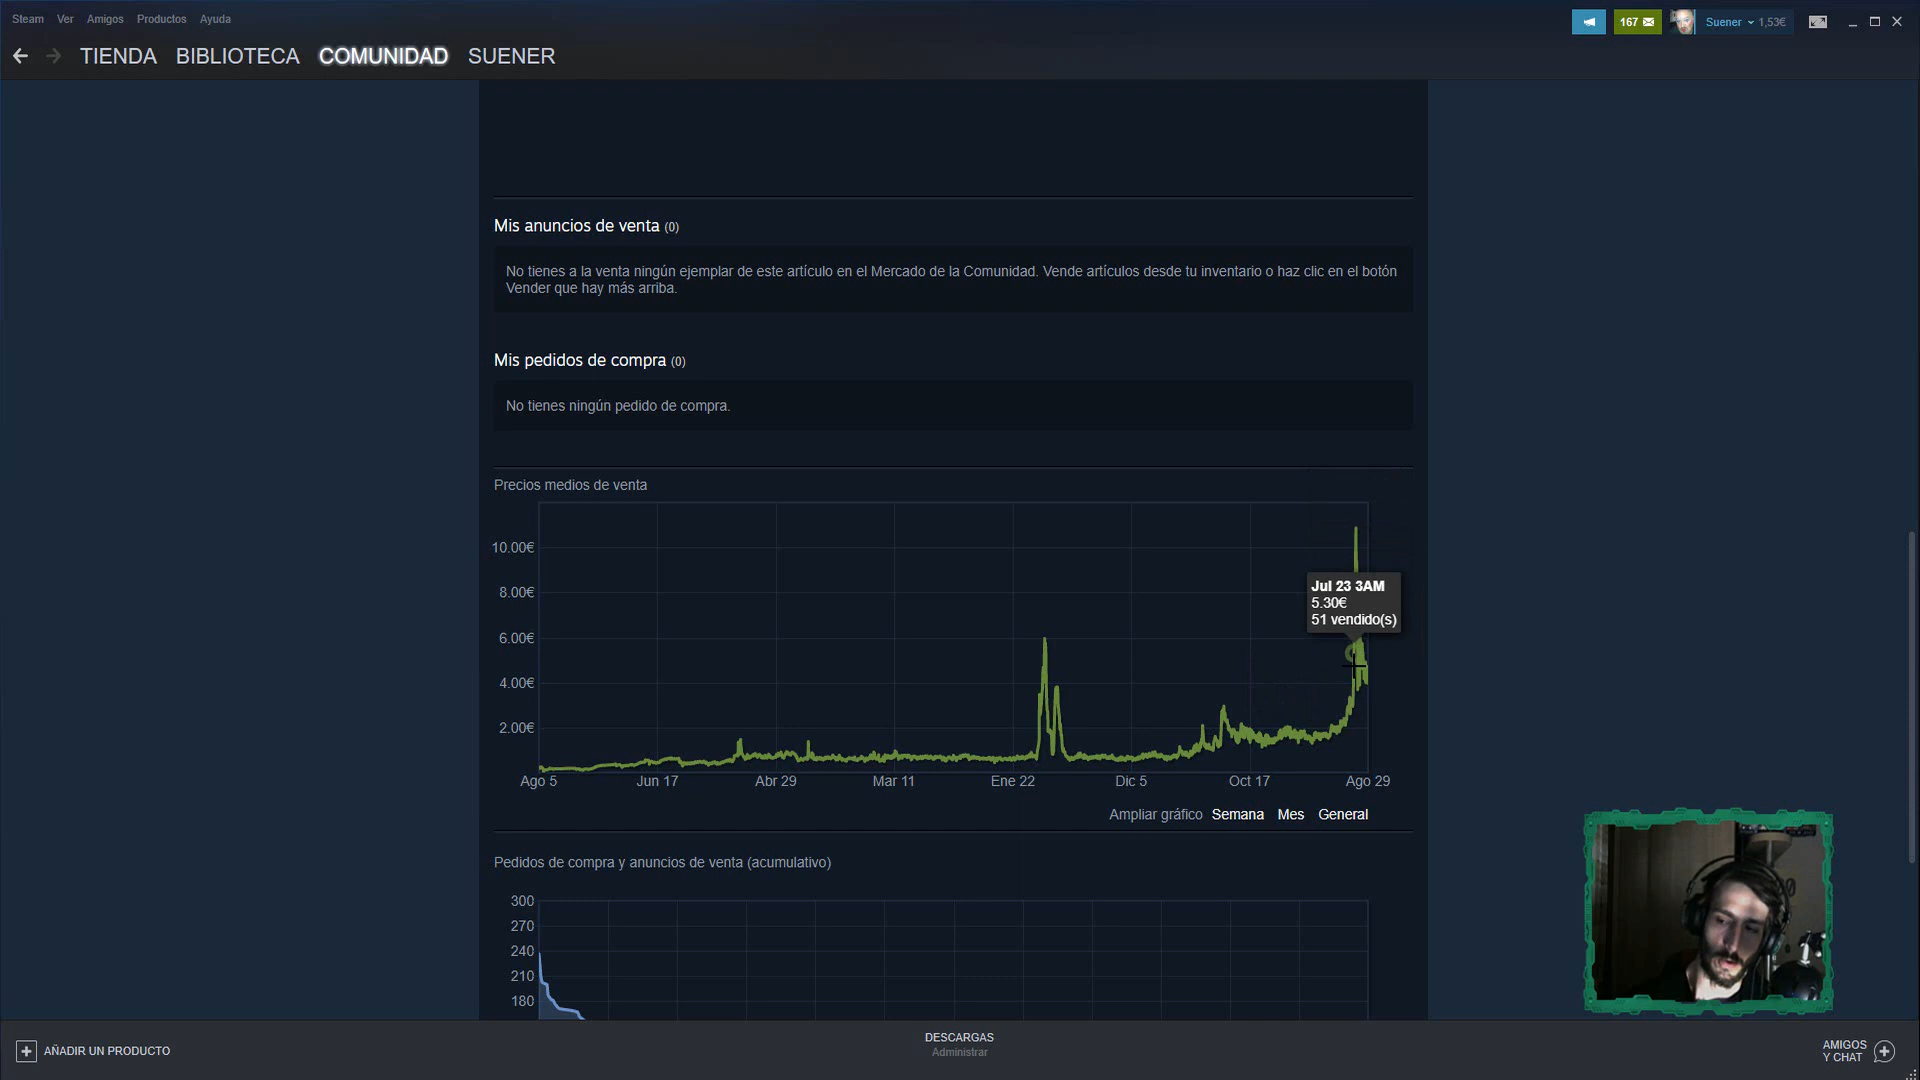 Steam Ver Amigos Productos Ayuda
167 Suener 1,53€
TIENDA BIBLIOTECA COMUNIDAD SUENER
Mis anuncios de venta (0)
No tienes a la venta ningún ejemplar de este artículo en el Mercado de la Comunidad. Vende artículos desde tu inventario o haz clic en el botón
Vender que hay más arriba.
Mis pedidos de compra (0)
No tienes ningún pedido de compra.
Precios medios de venta
10.00€
8.00€
6.00€
4.00€
2.00€
Jul 23 3AM
5.30€
51 vendido(s)
Ago 5 Jun 17 Abr 29 Mar 11 Ene 22 Dic 5 Oct 17 Ago 29
Ampliar gráfico Semana Mes General
Pedidos de compra y anuncios de venta (acumulativo)
300
270
240
210
180
AÑADIR UN PRODUCTO
DESCARGAS
Administrar
AMIGOS
Y CHAT